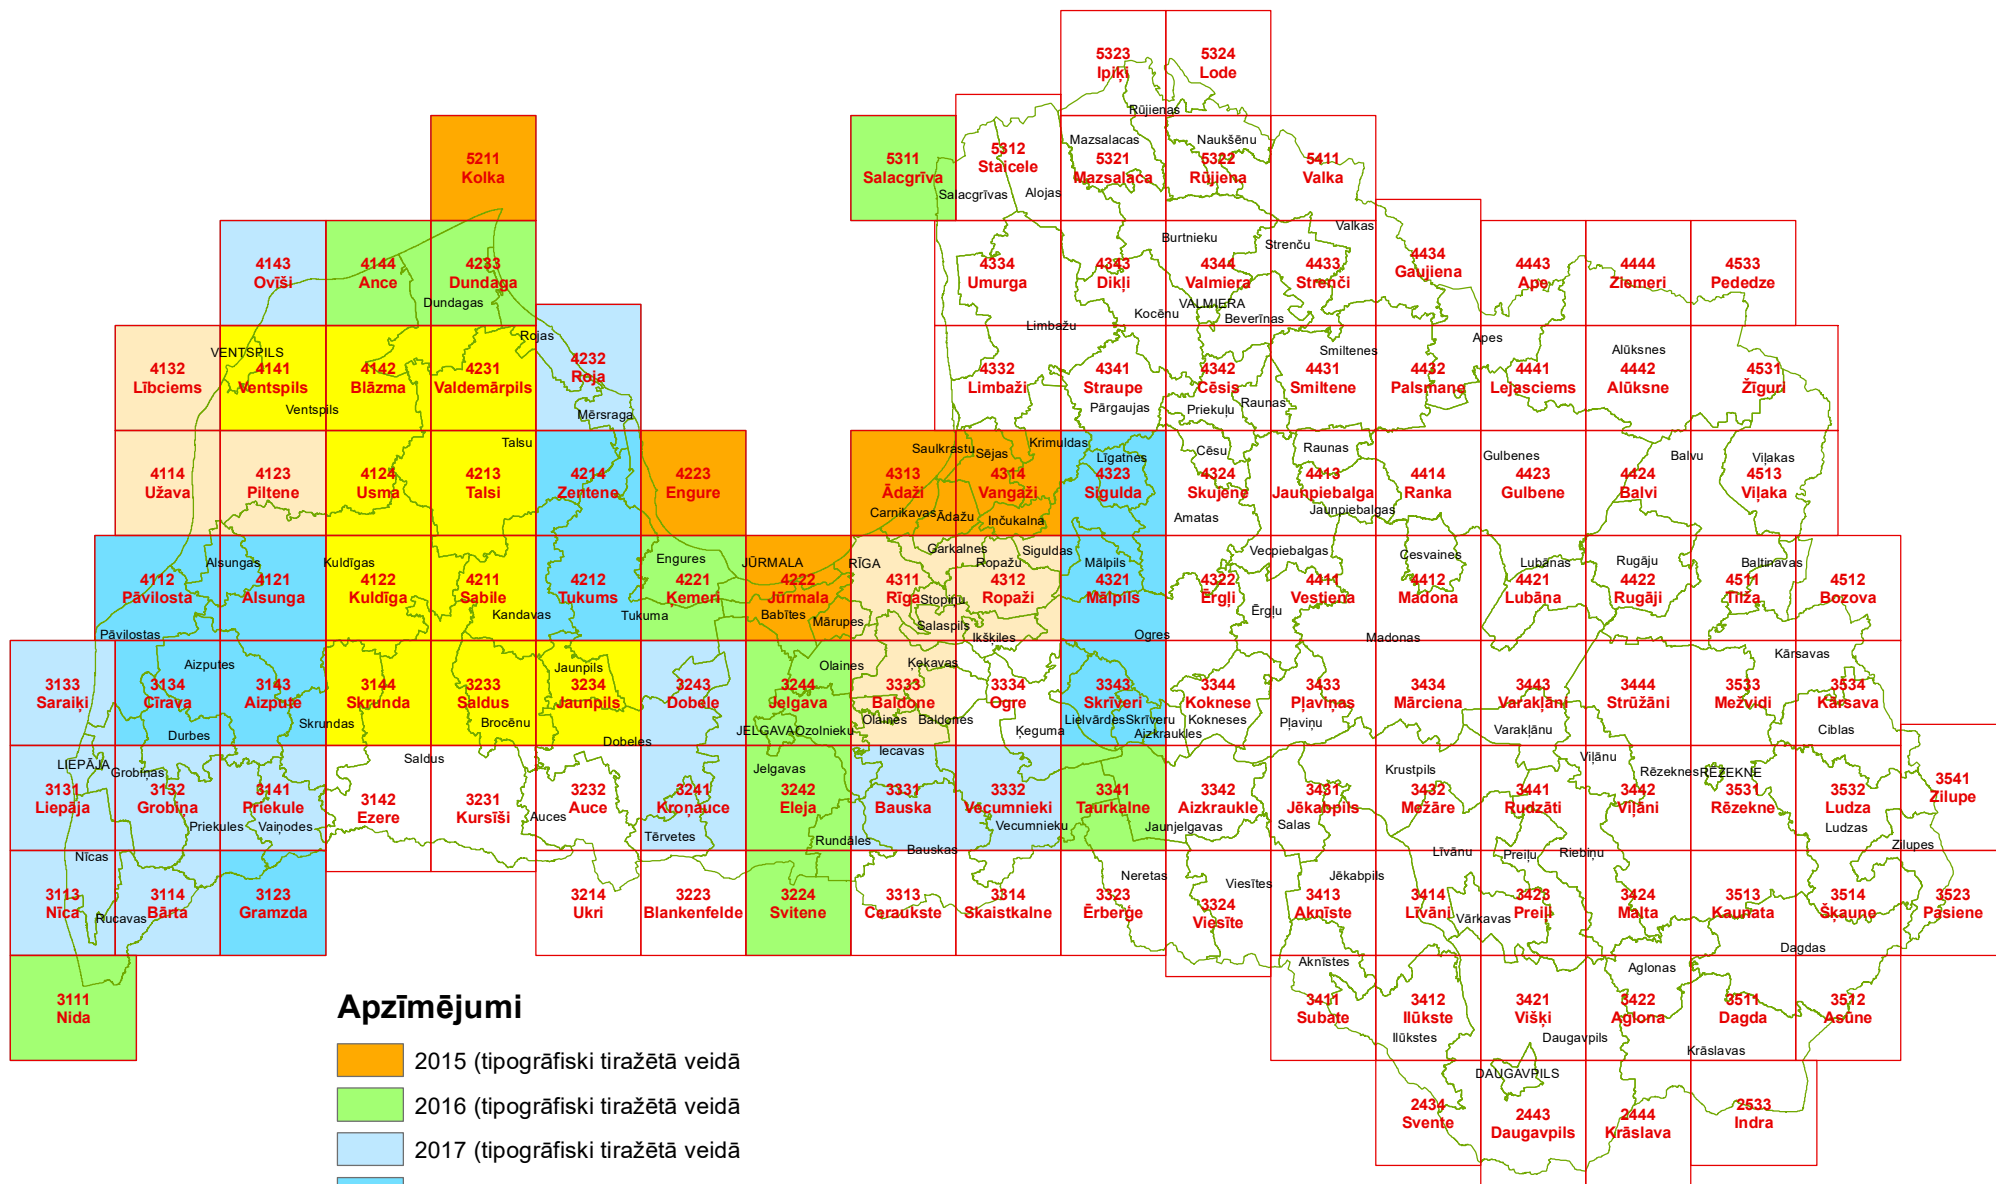 5323
Ipiķi
5324
Lode
Rūjienas
5211
Kolka
5311
Salacgrīva
5312
Staicele
Mazsalacas
5321
Mazsalaca
Naukšēnu
5322
Rūjiena
5411
Valka
Salacgrīvas
Alojas
Valkas
4143
Ovīši
4144
Ance
4233
Dundaga
Dundagas
4334
Umurga
4343
Dikļi
Burtnieku
4344
Valmiera
Strenču
4433
Strenči
4434
Gaujiena
4443
Ape
4444
Ziemeri
4533
Pededze
VALMIERA
Kocēnu
Beverīnas
Limbažu
Rojas
VENTSPILS
4132
Lībciems
4141
Ventspils
4142
Blāzma
4231
Valdemārpils
4232
Roja
Ventspils
Mērsraga
4332
Limbaži
4341
Straupe
4342
Cēsis
Smiltenes
4431
Smiltene
4432
Palsmane
Apes
4441
Lejasciems
Alūksnes
4442
Alūksne
4531
Žīguri
Pārgaujas
Priekuļu
Raunas
Talsu
4114
Užava
4123
Piltene
4124
Usma
4213
Talsi
4214
Zentene
4223
Engure
Saulkrastu
Sējas
Krimuldas
4313
Ādaži
4314
Vangaži
Līgatnes
4323
Sigulda
Cēsu
4324
Skujene
Raunas
4413
Jaunpiebalga
4414
Ranka
Gulbenes
4423
Gulbene
Balvu
4424
Balvi
Viļakas
4513
Viļaka
Carnikavas
Ādažu
Inčukalna
Amatas
Jaunpiebalgas
Alsungas
Kuldīgas
4112
Pāvilosta
4121
Alsunga
4122
Kuldīga
4211
Sabile
4212
Tukums
Engures
4221
Ķemeri
JŪRMALA
4222
Jūrmala
RĪGA
Garkalnes
4311
Rīga
Siguldas
Ropažu
4312
Ropaži
Mālpils
4321
Mālpils
4322
Ērgļi
Vecpiebalgas
4411
Vestiena
Cesvaines
4412
Madona
Lubānas
4421
Lubāna
Rugāju
4422
Rugāji
Baltinavas
4511
Tilža
4512
Bozova
Kandavas
Tukuma
Babītes
Mārupes
Stopiņu
Salaspils
Ikšķiles
Ērgļu
Pāvilostas
Ogres
Madonas
Aizputes
Jaunpils
Olaines
Ķekavas
Kārsavas
3133
Saraiķi
3134
Cīrava
3143
Aizpute
3144
Skrunda
3233
Saldus
3234
Jaunpils
3243
Dobele
3244
Jelgava
3333
Baldone
3334
Ogre
3343
Skrīveri
3344
Koknese
3433
Pļaviņas
3434
Mārciena
3443
Varakļāni
3444
Strūžāni
3533
Mežvidi
3534
Kārsava
Durbes
Skrundas
Brocēnu
Dobeles
JELGAVA
Ozolnieku
Olaines
Baldones
Ķeguma
Lielvārdes
Skrīveru
Aizkraukles
Kokneses
Pļaviņu
Varakļānu
Ciblas
Iecavas
LIEPĀJA
Grobiņas
Saldus
Jelgavas
Krustpils
Viļānu
Rēzeknes
RĒZEKNE
3131
Liepāja
3132
Grobiņa
3141
Priekule
3142
Ezere
3231
Kursīši
3232
Auce
3241
Kroņauce
3242
Eleja
3331
Bauska
3332
Vecumnieki
3341
Taurkalne
3342
Aizkraukle
3431
Jēkabpils
3432
Mežāre
3441
Rudzāti
3442
Viļāni
3531
Rēzekne
3532
Ludza
3541
Zilupe
Priekules
Vaiņodes
Auces
Tērvetes
Rundāles
Vecumnieku
Jaunjelgavas
Salas
Ludzas
Bauskas
Nīcas
Līvānu
Preiļu
Riebiņu
Zilupes
3113
Nīca
3114
Bārta
3123
Gramzda
3214
Ukri
3223
Blankenfelde
3224
Svitene
3313
Ceraukste
3314
Skaistkalne
Neretas
3323
Ērberģe
Viesītes
3324
Viesīte
Jēkabpils
3413
Aknīste
3414
Līvāni
3423
Preiļi
3424
Malta
3513
Kaunata
3514
Šķaune
3523
Pasiene
Rucavas
Vārkavas
Dagdas
Aknīstes
Aglonas
3111
Nida
3411
Subate
3412
Ilūkste
3421
Višķi
3422
Aglona
3511
Dagda
3512
Asūne
Ilūkstes
Daugavpils
Krāslavas
DAUGAVPILS
2434
Svente
2443
Daugavpils
2444
Krāslava
2533
Indra
Apzīmējumi
2015 (tipogrāfiski tiražētā veidā
2016 (tipogrāfiski tiražētā veidā
2017 (tipogrāfiski tiražētā veidā